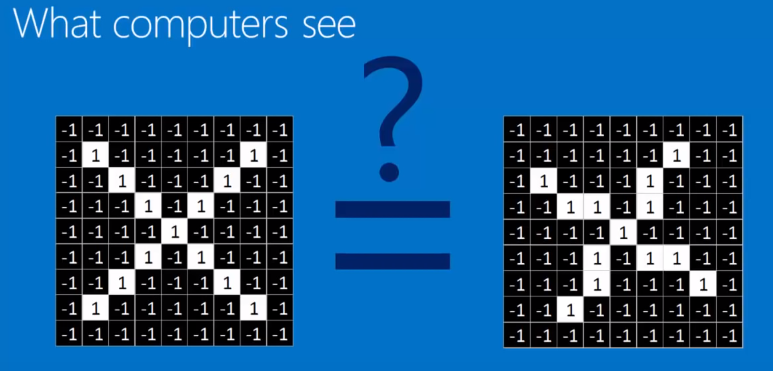 What computers see
?
=
-1 -1 -1 -1 -1 -1 -1 -1 -1
-1 1 -1 -1 -1 -1 -1 1 -1
-1 -1 1 -1 -1 -1 1 -1 -1
-1 -1 -1 1 -1 1 -1 -1 -1
-1 -1 -1 -1 1 -1 -1 -1 -1
-1 -1 -1 1 -1 1 -1 -1 -1
-1 -1 1 -1 -1 -1 1 -1 -1
-1 1 -1 -1 -1 -1 -1 1 -1
-1 -1 -1 -1 -1 -1 -1 -1 -1
-1 -1 -1 -1 -1 -1 -1 -1 -1
-1 -1 -1 -1 -1 -1 1 -1 -1
-1 1 -1 -1 -1 1 -1 -1 -1
-1 -1 1 1 -1 1 -1 -1 -1
-1 -1 -1 -1 1 -1 -1 -1 -1
-1 -1 -1 1 -1 1 1 -1 -1
-1 -1 -1 1 -1 -1 -1 1 -1
-1 -1 1 -1 -1 -1 -1 -1 -1
-1 -1 -1 -1 -1 -1 -1 -1 -1